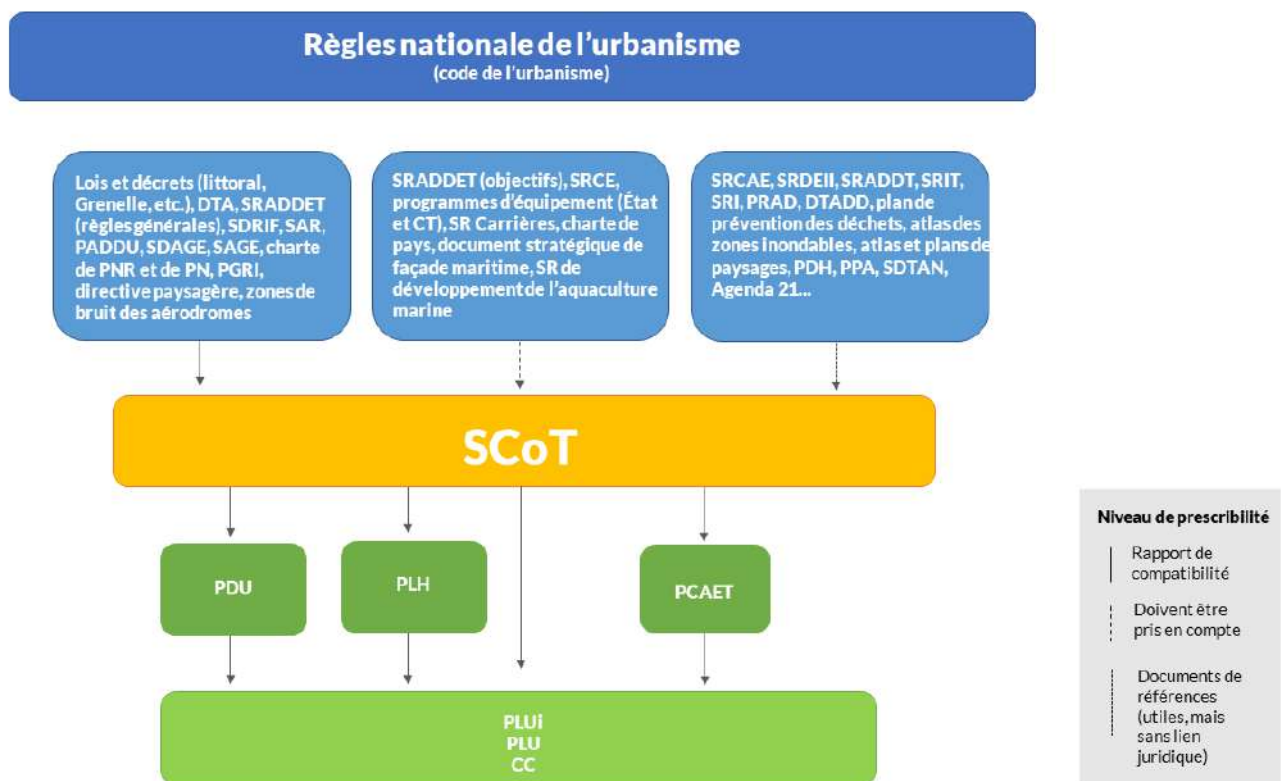 Règles nationale de l'urbanisme
(code de l'urbanisme)
Lois et décrets (littoral,
Grenelle, etc.), DTA, SRADDET
(règles générales), SDRIF, SAR,
PADDU, SDAGE, SAGE, charte
de PNR et de PN, PGRI,
directive paysagère, zones de
bruit des aérodromes
SRADDET (objectifs), SRCE,
programmes d'équipement (État
et CT), SR Carrières, charte de
pays, document stratégique de
façade maritime, SR de
développement de l'aquaculture
marine
SRCAE, SRDEII, SRADDT, SRIT,
SRI, PRAD, DTADD, plan de
prévention des déchets, atlas des
zones inondables, atlas et plans de
paysages, PDH, PPA, SDTAN,
Agenda 21...
SCoT
PDU
PLH
PCAET
PLUi
PLU
CC
Niveau de prescribilité
Rapport de
compatibilité
Doivent être
pris en compte
Documents de
références
(utiles, mais
sans lien
juridique)